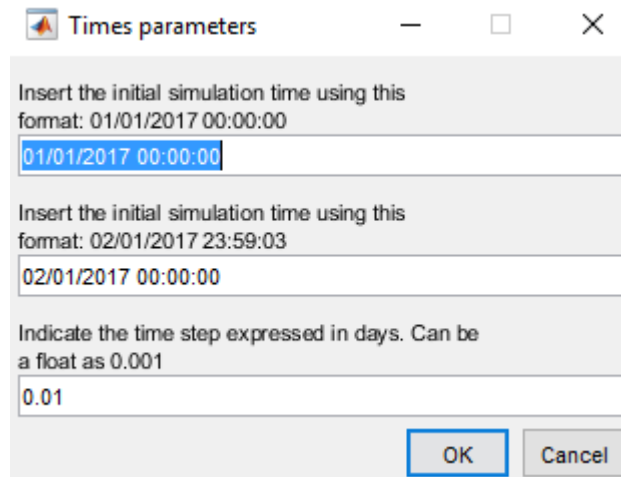 Times parameters
Insert the initial simulation time using this
format: 01/01/2017 00:00:00
01/01/2017 00:00:00
Insert the initial simulation time using this
format: 02/01/2017 23:59:03
02/01/2017 00:00:00
Indicate the time step expressed in days. Can be
a float as 0.001
0.01
OK Cancel